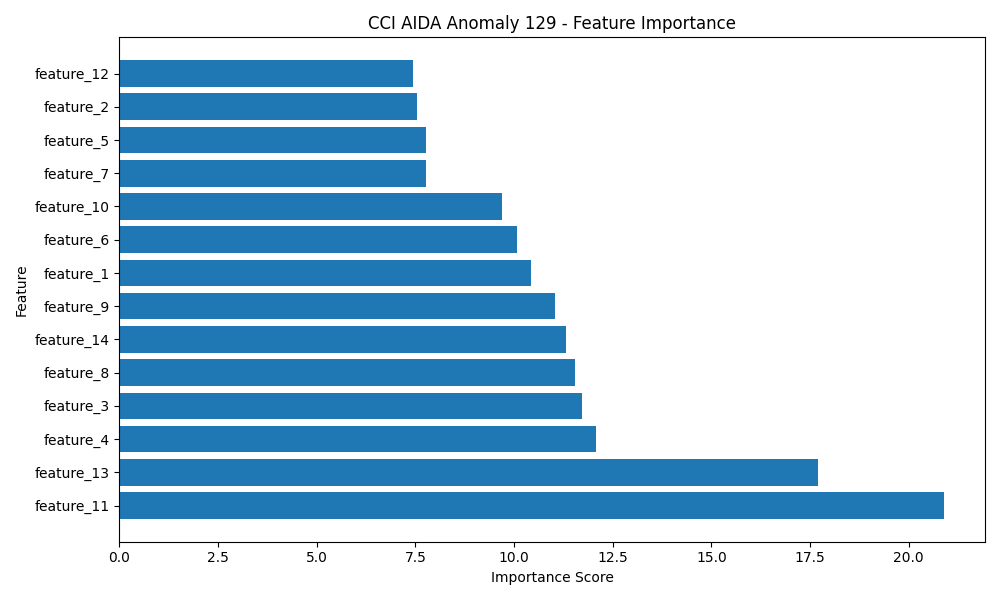 CCI AIDA Anomaly 129 - Feature Importance
Feature
feature_12
feature_2
feature_5
feature_7
feature_10
feature_6
feature_1
feature_9
feature_14
feature_8
feature_3
feature_4
feature_13
feature_11
0.0 2.5 5.0 7.5 10.0 12.5 15.0 17.5 20.0
Importance Score